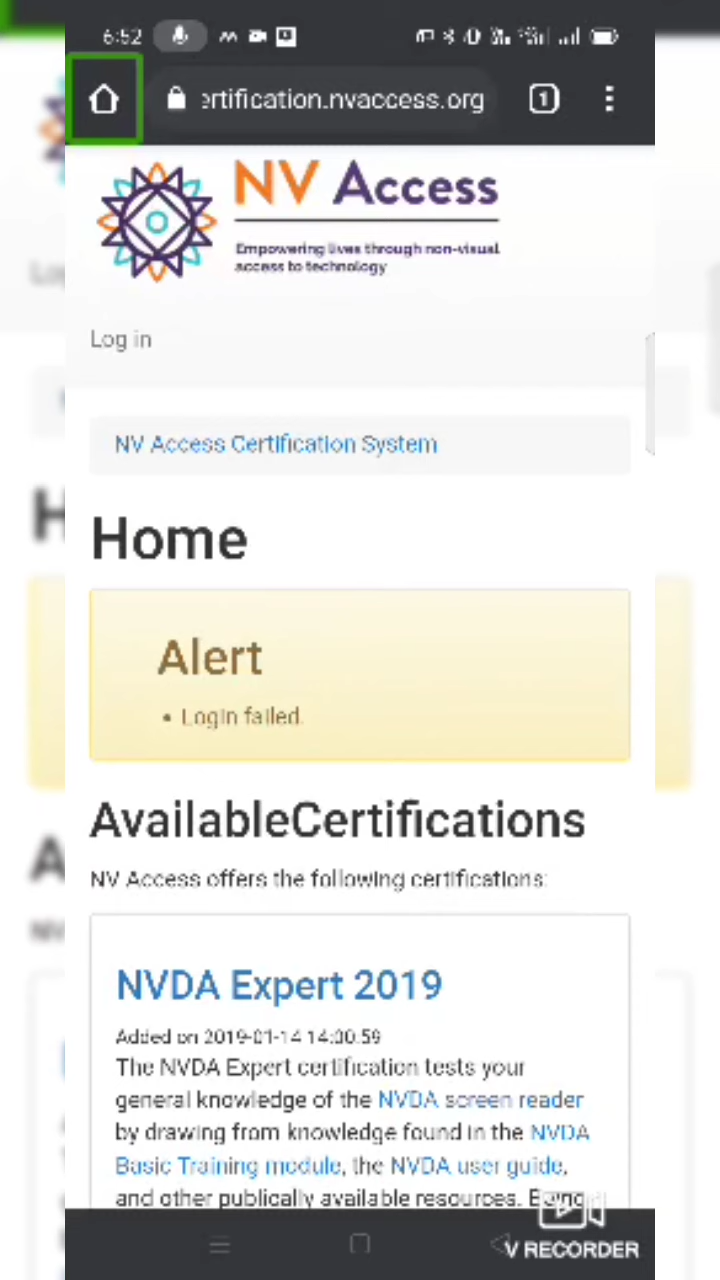 6:52
ertification.nvaccess.org
1
NV Access
Empowering lives through non-visual
access to technology
Log in
NV Access Certification System
Home
Alert
• Login failed.
AvailableCertifications
NV Access offers the following certifications:
NVDA Expert 2019
Added on 2019-01-14 14:00:59
The NVDA Expert certification tests your
general knowledge of the NVDA screen reader
by drawing from knowledge found in the NVDA
Basic Training module, the NVDA user guide,
and other publically available resources. Being
V RECORDER